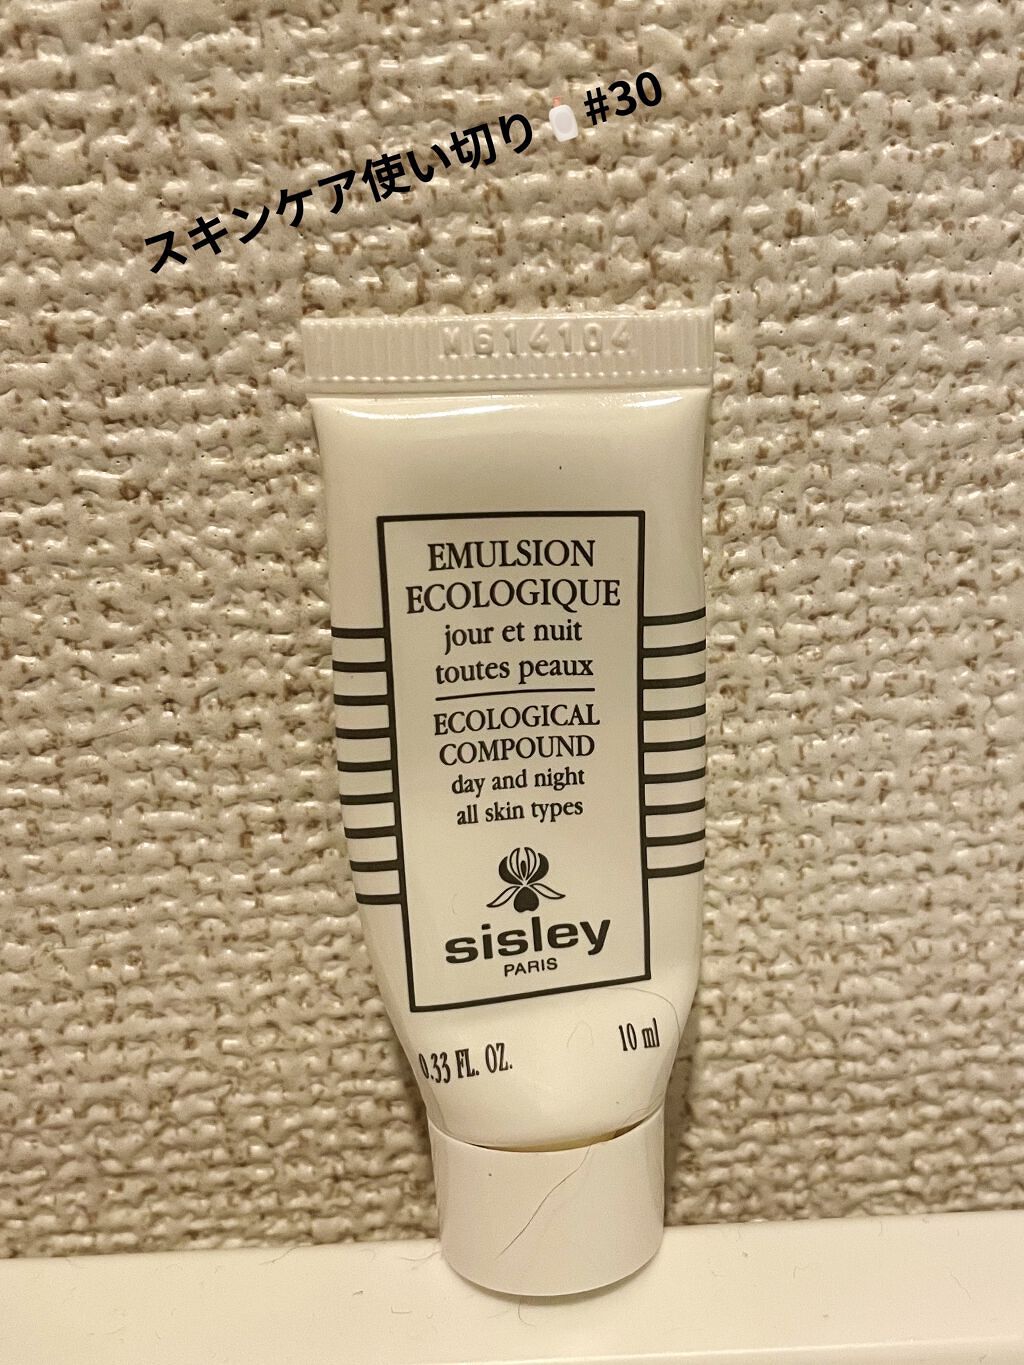 スキンケア使い切り🧴#30
M614104
EMULSION
ECOLOGIQUE
jour et nuit
toutes peaux
ECOLOGICAL
COMPOUND
day and night
all skin types
sisley
PARIS
0.33 FL. OZ. 10 ml